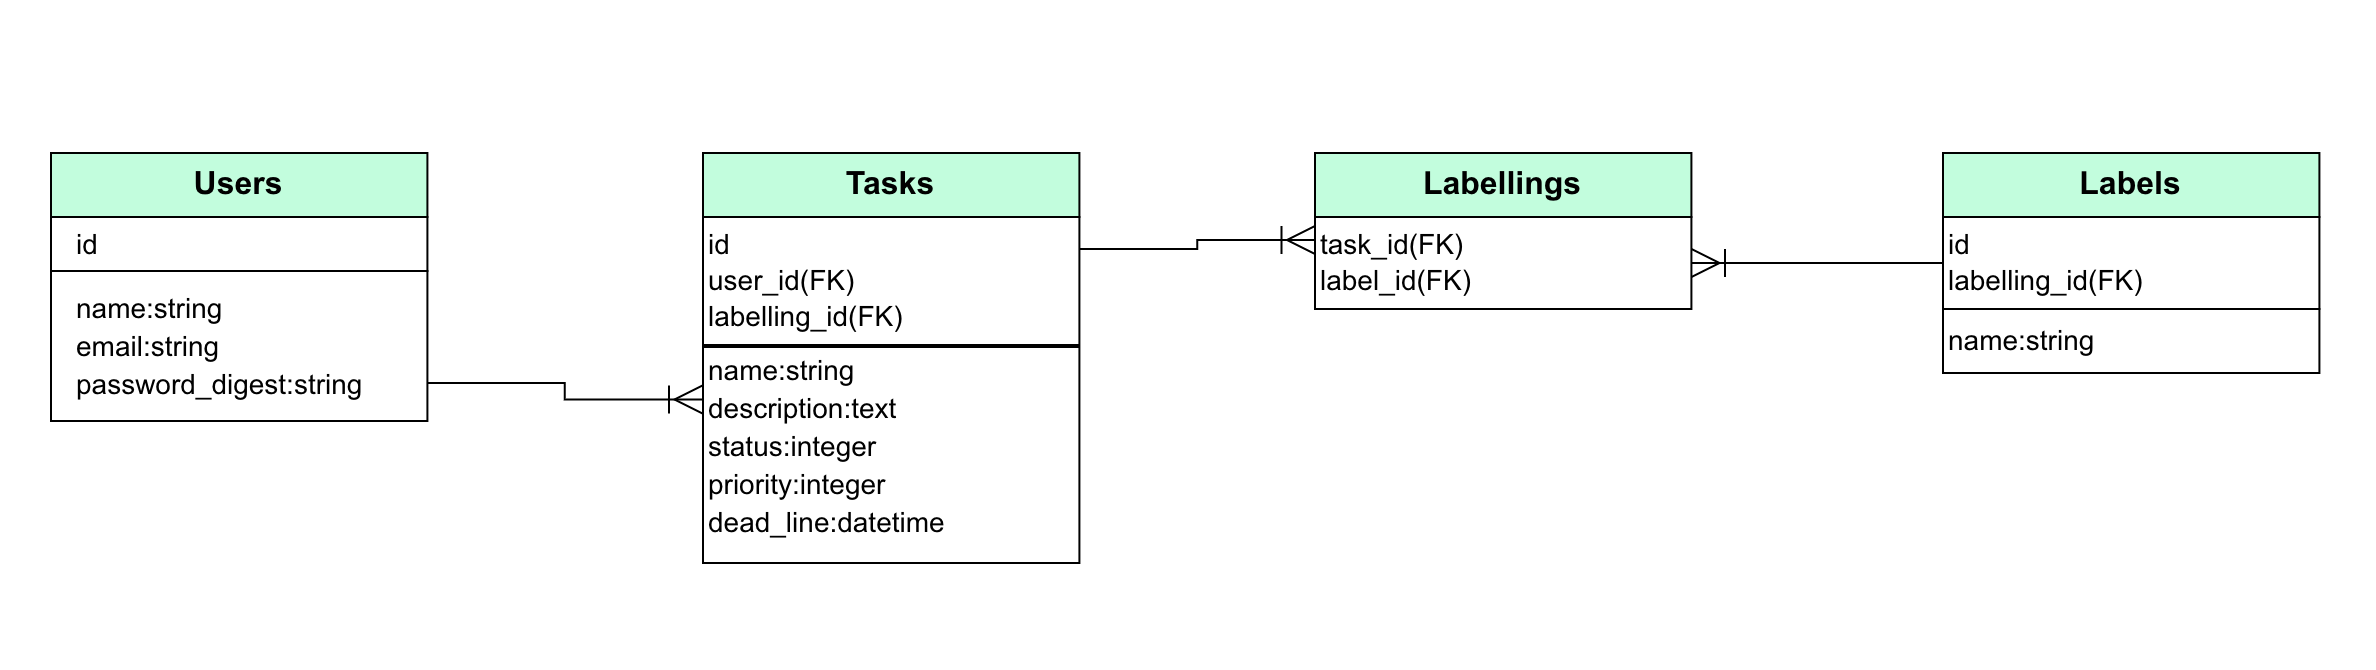 Users
id
name:string
email:string
password_digest:string
Tasks
id
user_id(FK)
labelling_id(FK)
name:string
description:text
status:integer
priority:integer
dead_line:datetime
Labellings
task_id(FK)
label_id(FK)
Labels
id
labelling_id(FK)
name:string